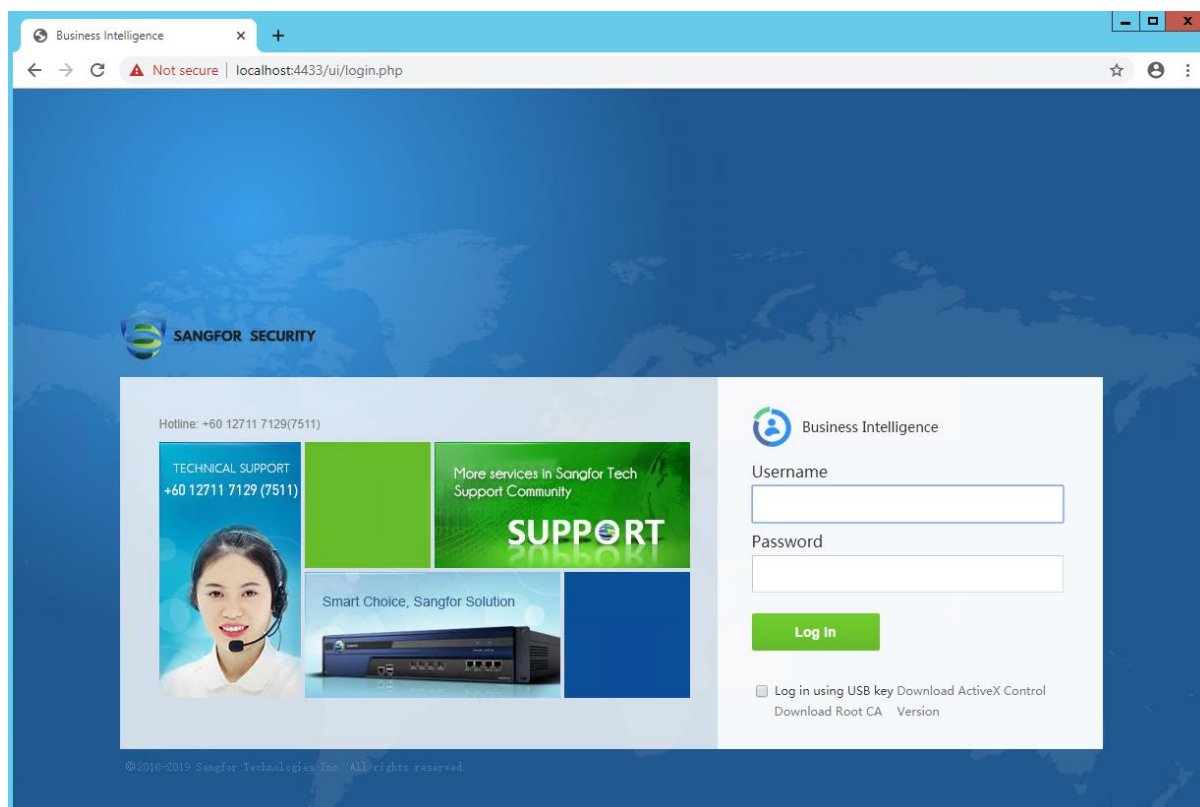 Business Intelligence
Not secure | localhost:4433/ui/login.php
SANGFOR SECURITY
Hotline: +60 12711 7129(7511)
TECHNICAL SUPPORT
+60 12711 7129 (7511)
More services in Sangfor Tech
Support Community
SUPPORT
Smart Choice, Sangfor Solution
Business Intelligence
Username
Password
Log In
Log in using USB key Download ActiveX Control
Download Root CA Version
©2016-2019 Sangfor Technologies Inc. All rights reserved.